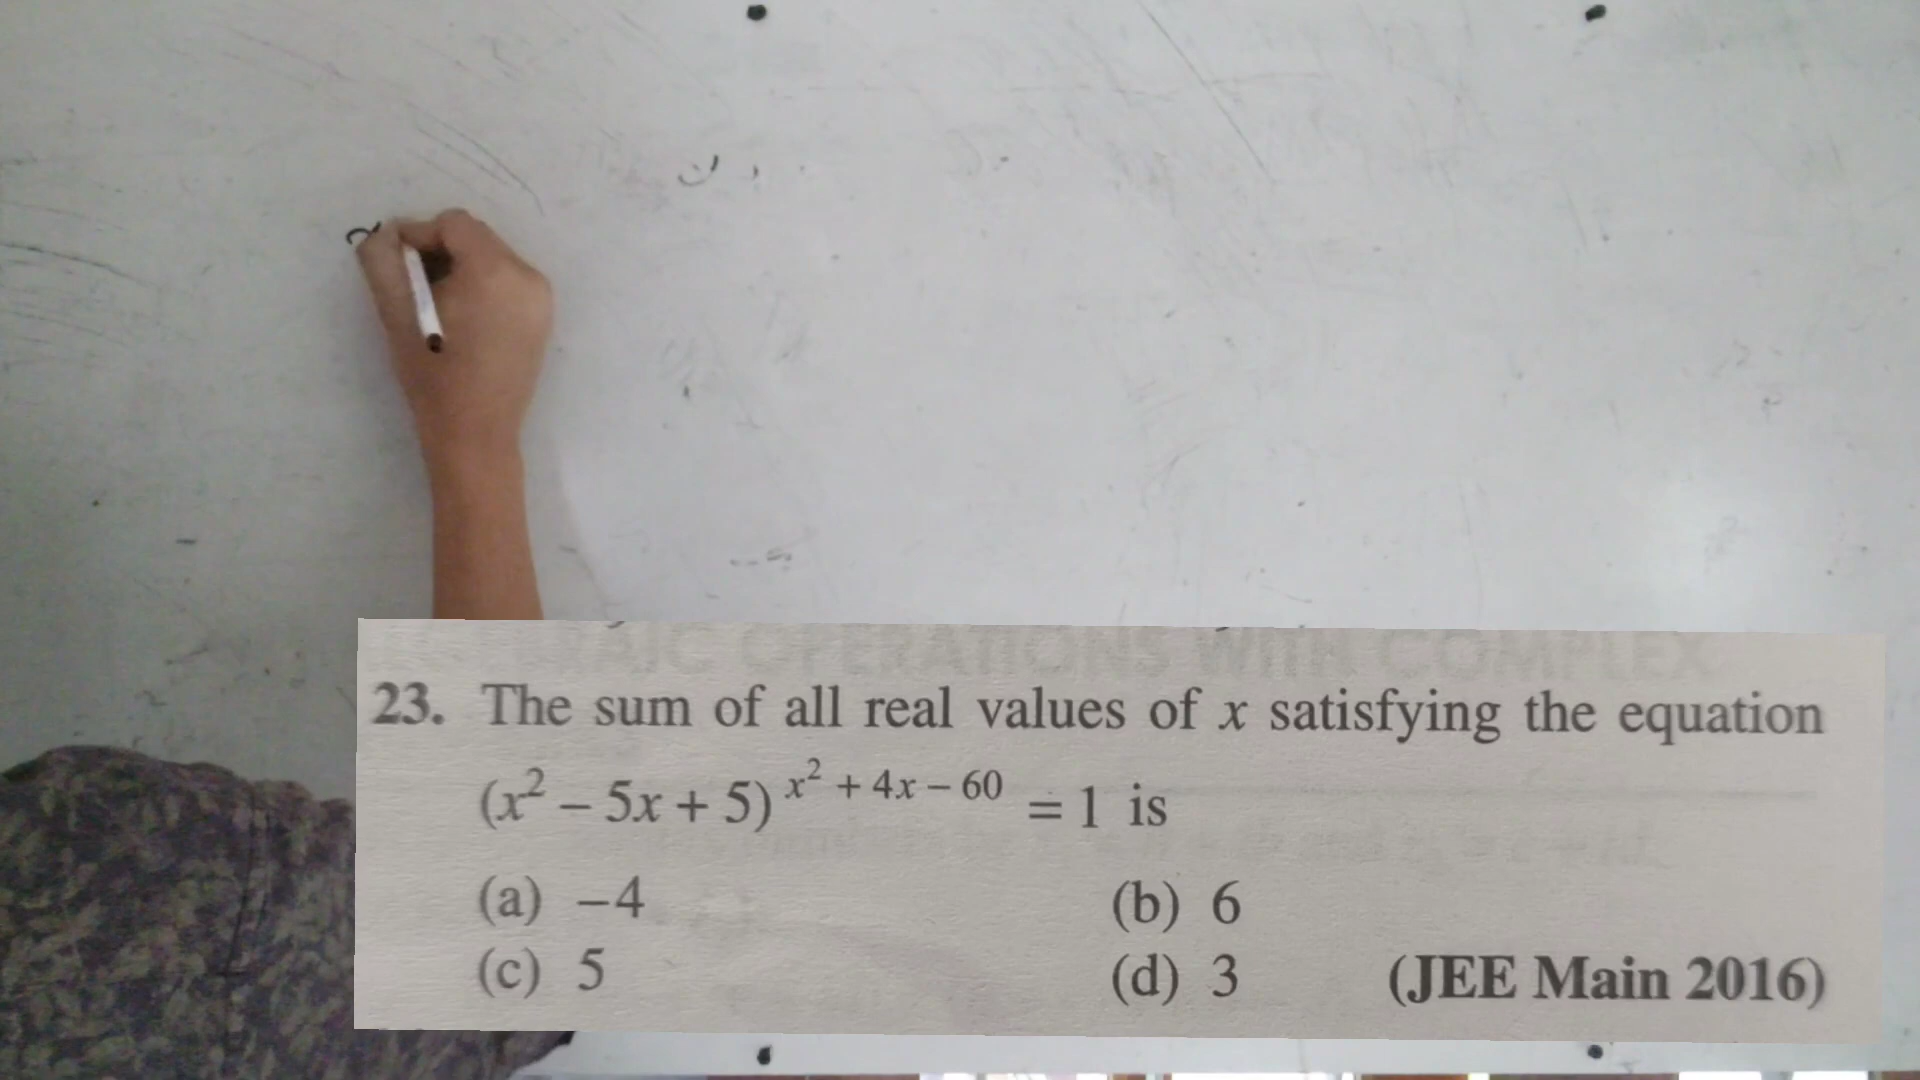 23. The sum of all real values of x satisfying the equation
(x² – 5x + 5)^{x² + 4x – 60} = 1 is
(a) –4 (b) 6
(c) 5 (d) 3 (JEE Main 2016)